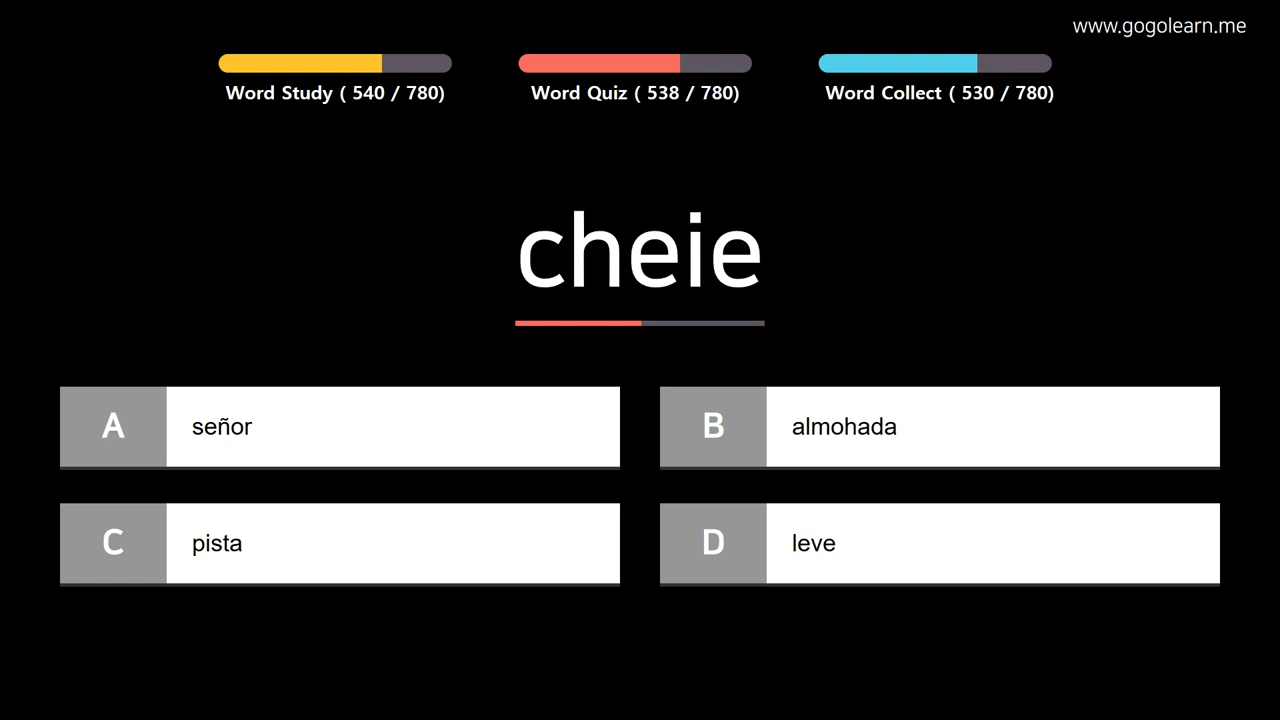 www.gogolearn.me
Word Study ( 540 / 780)
Word Quiz ( 538 / 780)
Word Collect ( 530 / 780)
cheie
A señor
B almohada
C pista
D leve